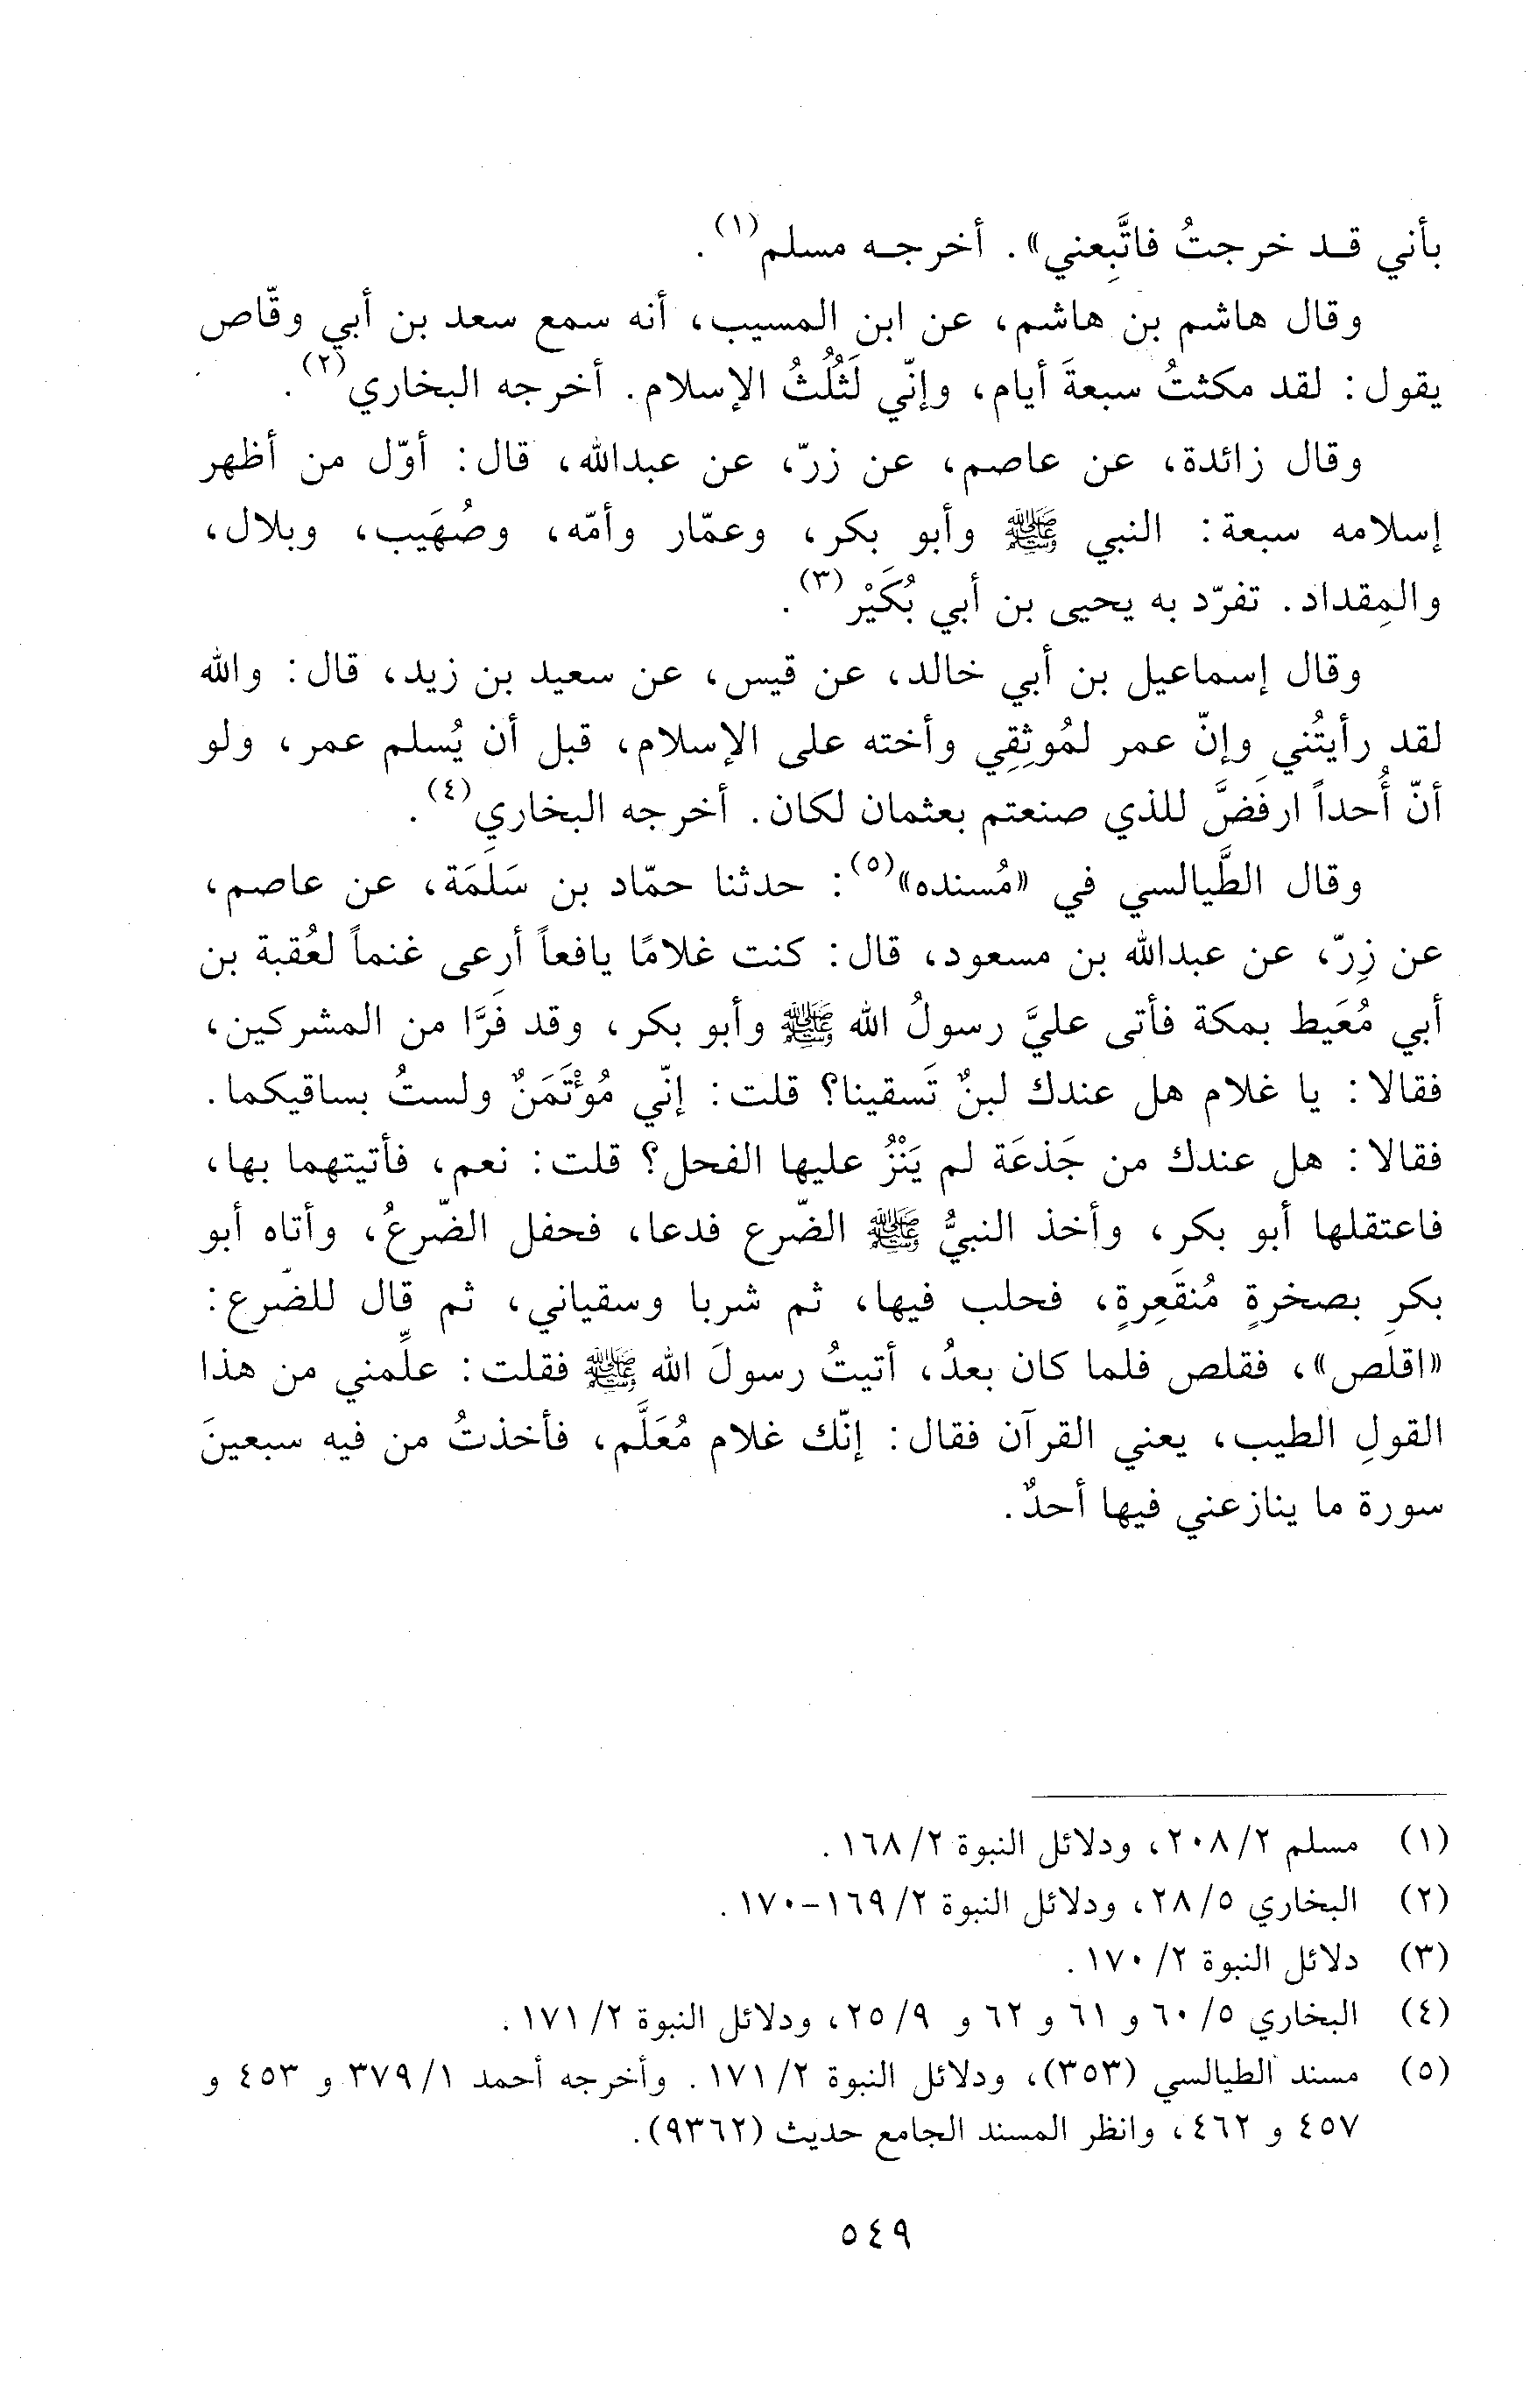 بأني قد خرجتُ فاتَّبِعني». أخرجه مسلم(١).
وقال هاشم بن هاشم، عن ابن المسيب، أنه سمع سعد بن أبي وقّاص
يقول: لقد مكثتُ سبعةَ أيام، وإنّي لَثُلُثُ الإسلام. أخرجه البخاري(٢).
وقال زائدة، عن عاصم، عن زرّ، عن عبدالله، قال: أوّل من أظهر
إسلامه سبعة: النبي ﷺ وأبو بكر، وعمّار وأمّه، وصُهَيب، وبلال،
والمِقداد. تفرّد به يحيى بن أبي بُكَيْر(٣).
وقال إسماعيل بن أبي خالد، عن قيس، عن سعيد بن زيد، قال: والله
لقد رأيتُني وإنّ عمر لمُوثِقِي وأخته على الإسلام، قبل أن يُسلم عمر، ولو
أنّ أُحداً ارفَضَّ للذي صنعتم بعثمان لكان. أخرجه البخاري(٤).
وقال الطَّيالسي في «مُسنده»(٥): حدثنا حمّاد بن سَلَمَة، عن عاصم،
عن زِرّ، عن عبدالله بن مسعود، قال: كنت غلامًا يافعاً أرعى غنماً لعُقبة بن
أبي مُعَيط بمكة فأتى عليَّ رسولُ الله ﷺ وأبو بكر، وقد فَرَّا من المشركين،
فقالا: يا غلام هل عندك لبنٌ تَسقينا؟ قلت: إنّي مُؤْتَمَنٌ ولستُ بساقيكما.
فقالا: هل عندك من جَذعَة لم يَنْزُ عليها الفحل؟ قلت: نعم، فأتيتهما بها،
فاعتقلها أبو بكر، وأخذ النبيُّ ﷺ الضّرع فدعا، فحفل الضّرعُ، وأتاه أبو
بكرٍ بصخرةٍ مُنقَعِرةٍ، فحلب فيها، ثم شربا وسقياني، ثم قال للضّرع:
«اقلص»، فقلص فلما كان بعدُ، أتيتُ رسولَ الله ﷺ فقلت: علِّمني من هذا
القولِ الطيب، يعني القرآن فقال: إنّك غلام مُعَلَّم، فأخذتُ من فيه سبعينَ
سورة ما ينازعني فيها أحدٌ.
(١) مسلم ٢/ ٢٠٨، ودلائل النبوة ٢/ ١٦٨.
(٢) البخاري ٥/ ٢٨، ودلائل النبوة ٢/ ١٦٩-١٧٠.
(٣) دلائل النبوة ٢/ ١٧٠.
(٤) البخاري ٥/ ٦٠ و ٦١ و ٦٢ و ٩/ ٢٥، ودلائل النبوة ٢/ ١٧١.
(٥) مسند الطيالسي (٣٥٣)، ودلائل النبوة ٢/ ١٧١. وأخرجه أحمد ١/ ٣٧٩ و ٤٥٣ و
٤٥٧ و ٤٦٢، وانظر المسند الجامع حديث (٩٣٦٢).
٥٤٩